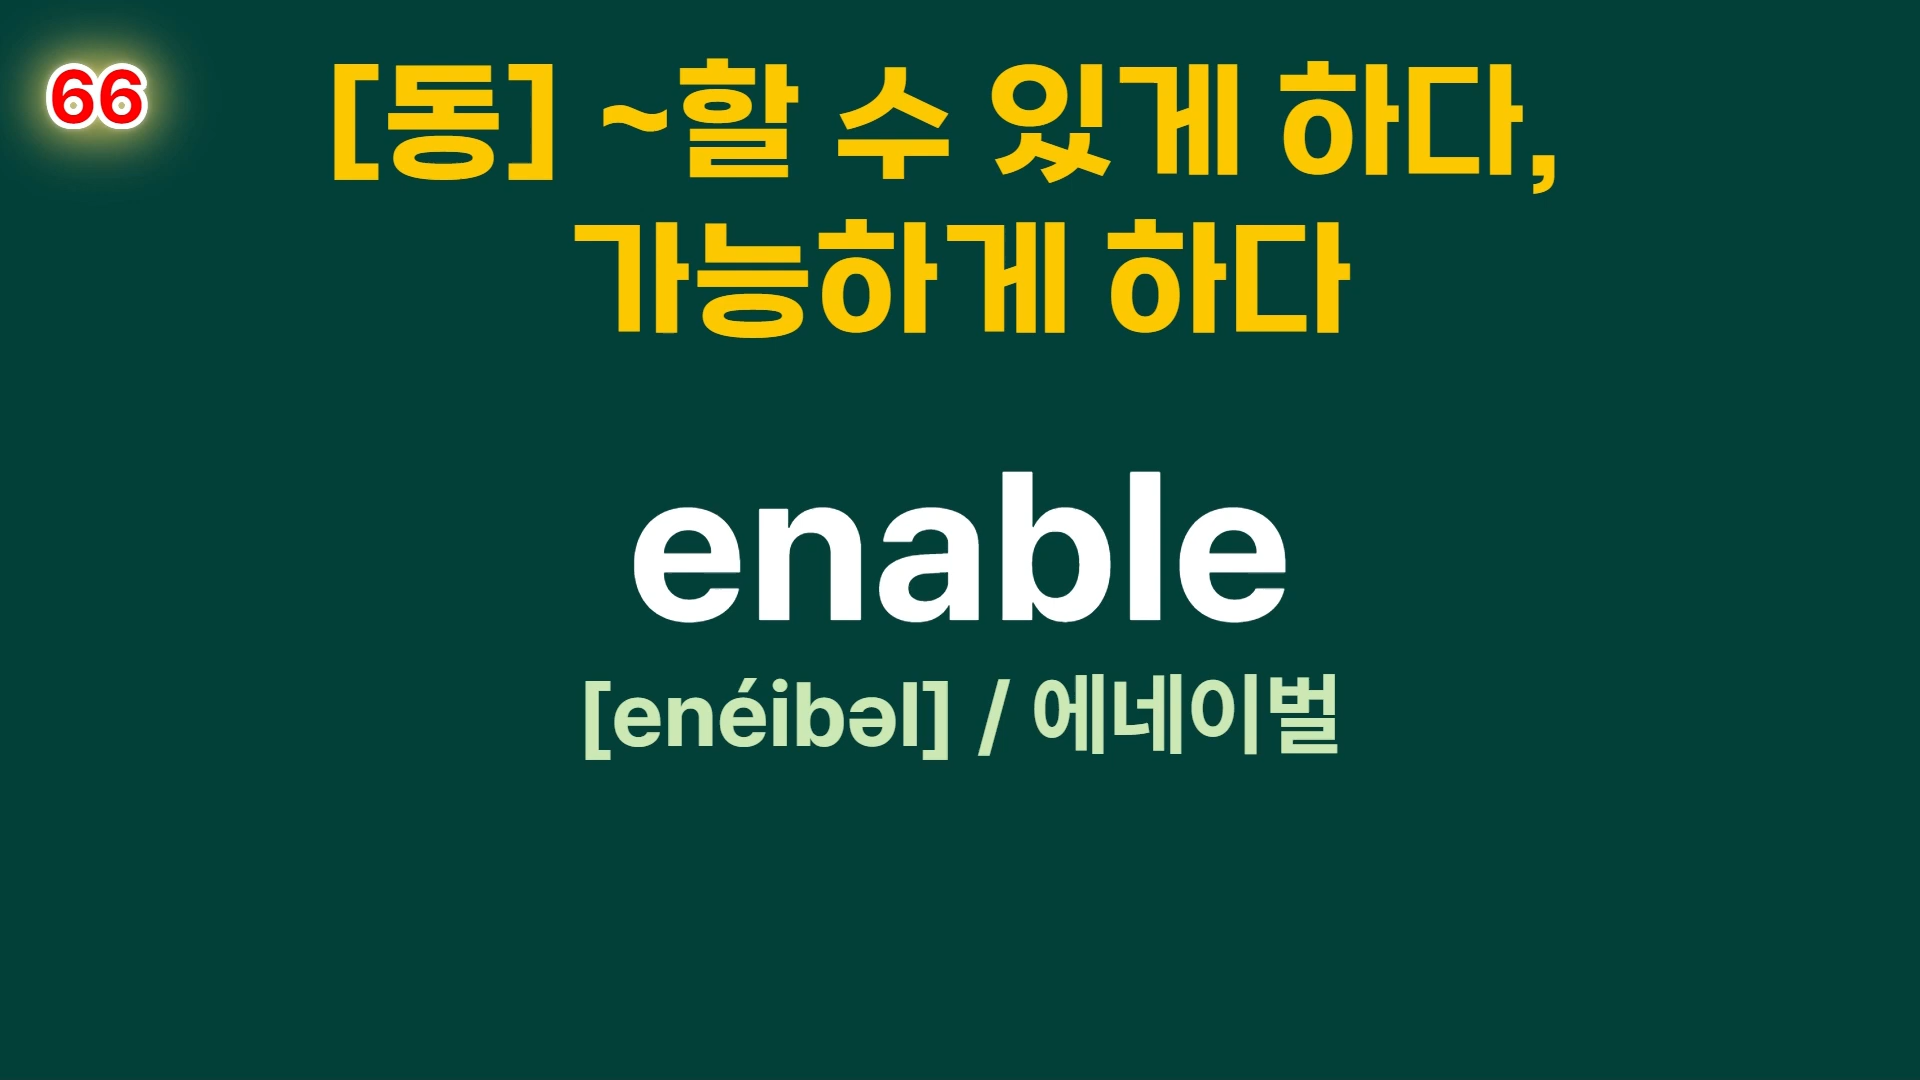 66
[동] ~할 수 있게 하다,
가능하게 하다
enable
[enéibəl] / 에네이벌